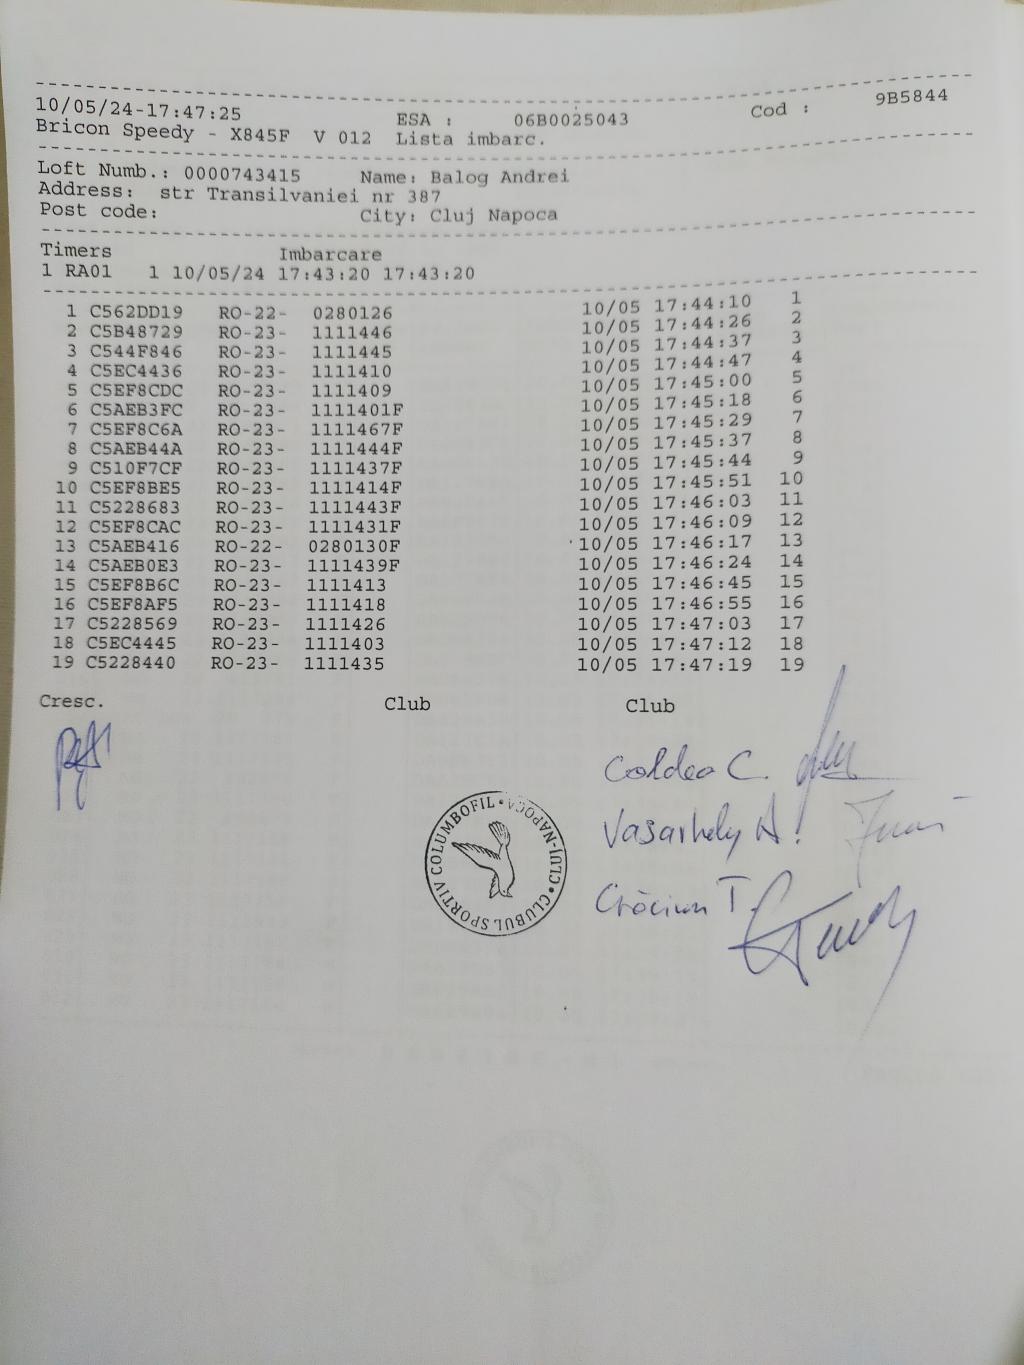 10/05/24-17:47:25 ESA : 06B0025043 Cod : 9B5844
Bricon Speedy - X845F V 012 Lista imbarc.
Loft Numb.: 0000743415 Name: Balog Andrei
Address: str Transilvaniei nr 387
Post code: City: Cluj Napoca
Timers Imbarcare
1 RA01 1 10/05/24 17:43:20 17:43:20
1 C562DD19 RO-22- 0280126 10/05 17:44:10 1
2 C5B48729 RO-23- 1111446 10/05 17:44:26 2
3 C544F846 RO-23- 1111445 10/05 17:44:37 3
4 C5EC4436 RO-23- 1111410 10/05 17:44:47 4
5 C5EF8CDC RO-23- 1111409 10/05 17:45:00 5
6 C5AEB3FC RO-23- 1111401F 10/05 17:45:18 6
7 C5EF8C6A RO-23- 1111467F 10/05 17:45:29 7
8 C5AEB44A RO-23- 1111444F 10/05 17:45:37 8
9 C510F7CF RO-23- 1111437F 10/05 17:45:44 9
10 C5EF8BE5 RO-23- 1111414F 10/05 17:45:51 10
11 C5228683 RO-23- 1111443F 10/05 17:46:03 11
12 C5EF8CAC RO-23- 1111431F 10/05 17:46:09 12
13 C5AEB416 RO-22- 0280130F 10/05 17:46:17 13
14 C5AEB0E3 RO-23- 1111439F 10/05 17:46:24 14
15 C5EF8B6C RO-23- 1111413 10/05 17:46:45 15
16 C5EF8AF5 RO-23- 1111418 10/05 17:46:55 16
17 C5228569 RO-23- 1111426 10/05 17:47:03 17
18 C5EC4445 RO-23- 1111403 10/05 17:47:12 18
19 C5228440 RO-23- 1111435 10/05 17:47:19 19
Cresc. Club Club
Coldea C.
Vasarhely A.
Crăciun T.
CLUBUL SPORTIV COLUMBOFIL • CLUJ-NAPOCA •